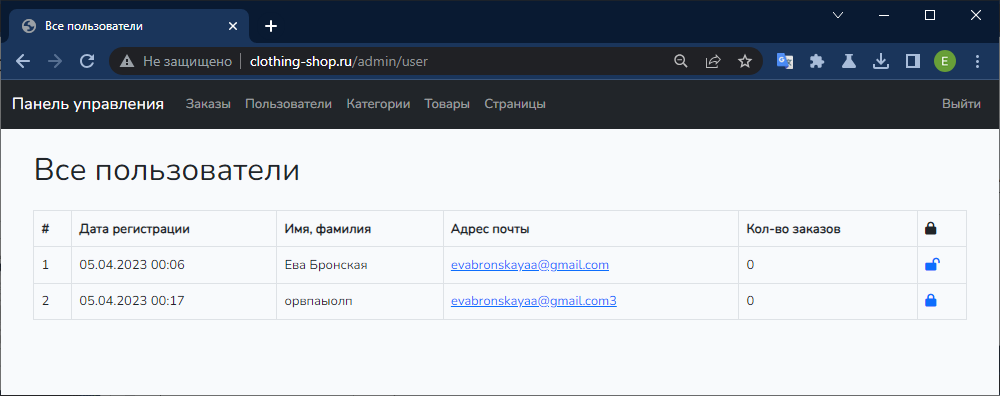 Все пользователи
Не защищено clothing-shop.ru/admin/user
E
Панель управления Заказы Пользователи Категории Товары Страницы Выйти
Все пользователи
# Дата регистрации Имя, фамилия Адрес почты Кол-во заказов
1 05.04.2023 00:06 Ева Бронская evabronskayaa@gmail.com 0
2 05.04.2023 00:17 орвпаыолп evabronskayaa@gmail.com3 0